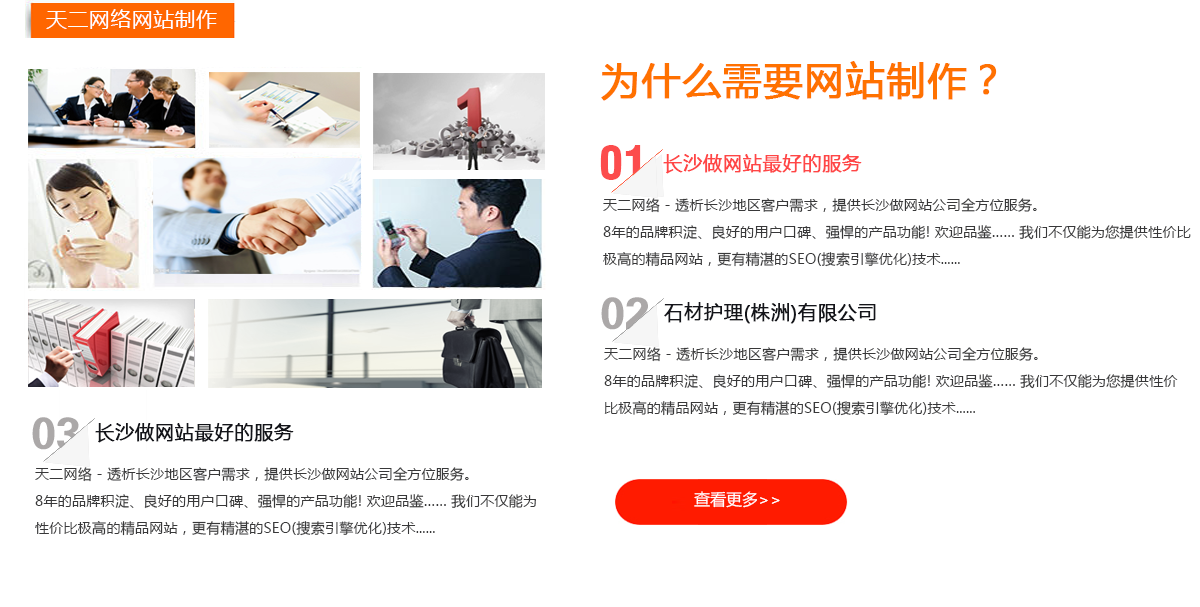 天二网络网站制作
为什么需要网站制作？
01 长沙做网站最好的服务
天二网络 - 透析长沙地区客户需求，提供长沙做网站公司全方位服务。
8年的品牌积淀、良好的用户口碑、强悍的产品功能! 欢迎品鉴...... 我们不仅能为您提供性价比
极高的精品网站，更有精湛的SEO(搜索引擎优化)技术......
02 石材护理(株洲)有限公司
天二网络 - 透析长沙地区客户需求，提供长沙做网站公司全方位服务。
8年的品牌积淀、良好的用户口碑、强悍的产品功能! 欢迎品鉴...... 我们不仅能为您提供性价
比极高的精品网站，更有精湛的SEO(搜索引擎优化)技术......
03 长沙做网站最好的服务
天二网络 - 透析长沙地区客户需求，提供长沙做网站公司全方位服务。
8年的品牌积淀、良好的用户口碑、强悍的产品功能! 欢迎品鉴...... 我们不仅能为
性价比极高的精品网站，更有精湛的SEO(搜索引擎优化)技术......
查看更多>>
1